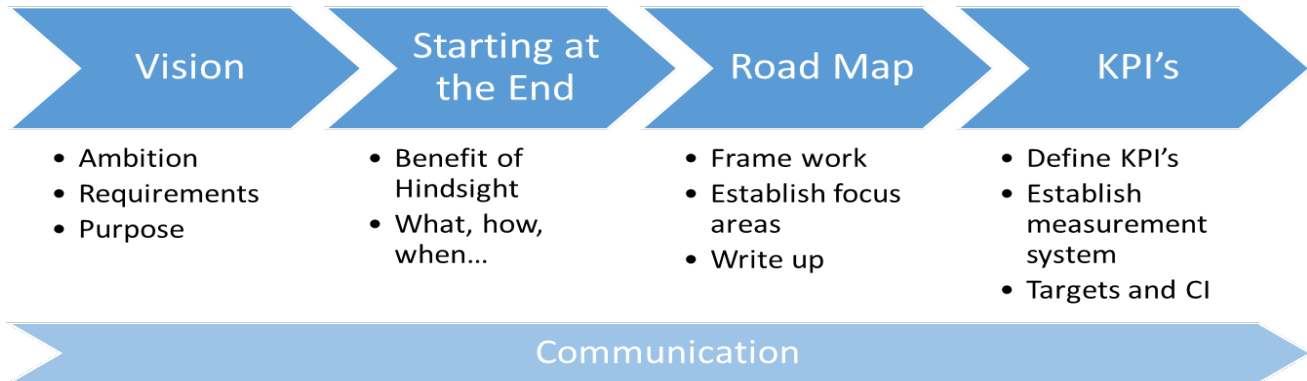 Vision
• Ambition
• Requirements
• Purpose
Starting at
the End
• Benefit of
Hindsight
• What, how,
when...
Road Map
• Frame work
• Establish focus
areas
• Write up
KPI’s
• Define KPI’s
• Establish
measurement
system
• Targets and CI
Communication